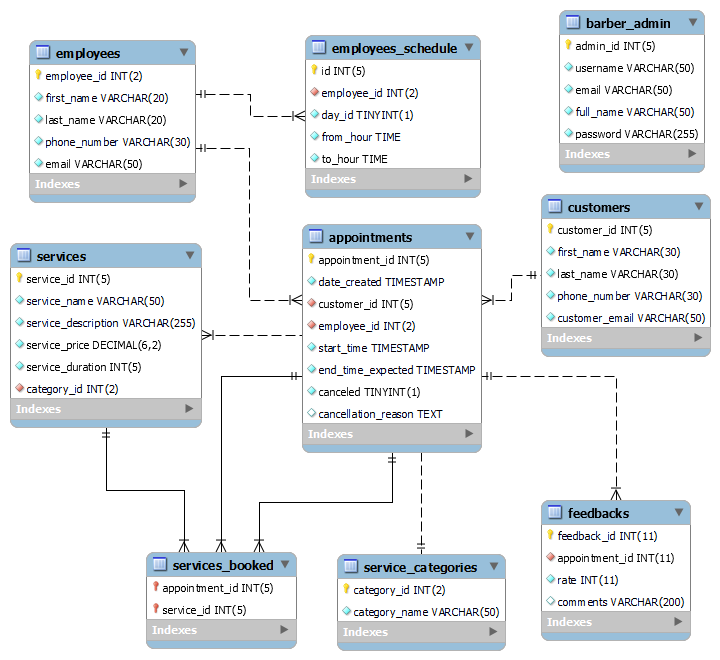 employees
employee_id INT(2)
first_name VARCHAR(20)
last_name VARCHAR(20)
phone_number VARCHAR(30)
email VARCHAR(50)
Indexes
employees_schedule
id INT(5)
employee_id INT(2)
day_id TINYINT(1)
from_hour TIME
to_hour TIME
Indexes
barber_admin
admin_id INT(5)
username VARCHAR(50)
email VARCHAR(50)
full_name VARCHAR(50)
password VARCHAR(255)
Indexes
services
service_id INT(5)
service_name VARCHAR(50)
service_description VARCHAR(255)
service_price DECIMAL(6,2)
service_duration INT(5)
category_id INT(2)
Indexes
appointments
appointment_id INT(5)
date_created TIMESTAMP
customer_id INT(5)
employee_id INT(2)
start_time TIMESTAMP
end_time_expected TIMESTAMP
canceled TINYINT(1)
cancellation_reason TEXT
Indexes
customers
customer_id INT(5)
first_name VARCHAR(30)
last_name VARCHAR(30)
phone_number VARCHAR(30)
customer_email VARCHAR(50)
Indexes
services_booked
appointment_id INT(5)
service_id INT(5)
Indexes
service_categories
category_id INT(2)
category_name VARCHAR(50)
Indexes
feedbacks
feedback_id INT(11)
appointment_id INT(11)
rate INT(11)
comments VARCHAR(200)
Indexes